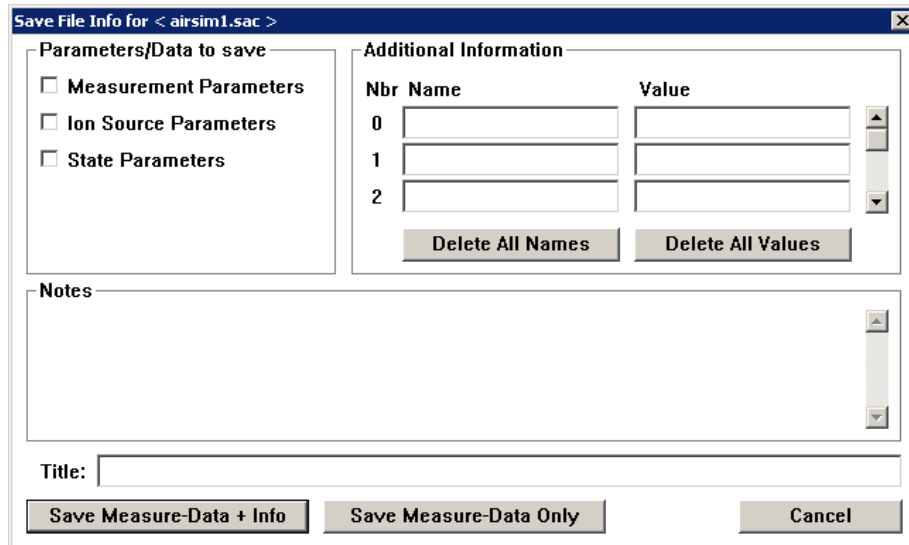 Save File Info for < airsim1.sac >
Parameters/Data to save
Measurement Parameters
Ion Source Parameters
State Parameters
Additional Information
Nbr Name Value
0
1
2
Delete All Names Delete All Values
Notes
Title:
Save Measure-Data + Info Save Measure-Data Only Cancel